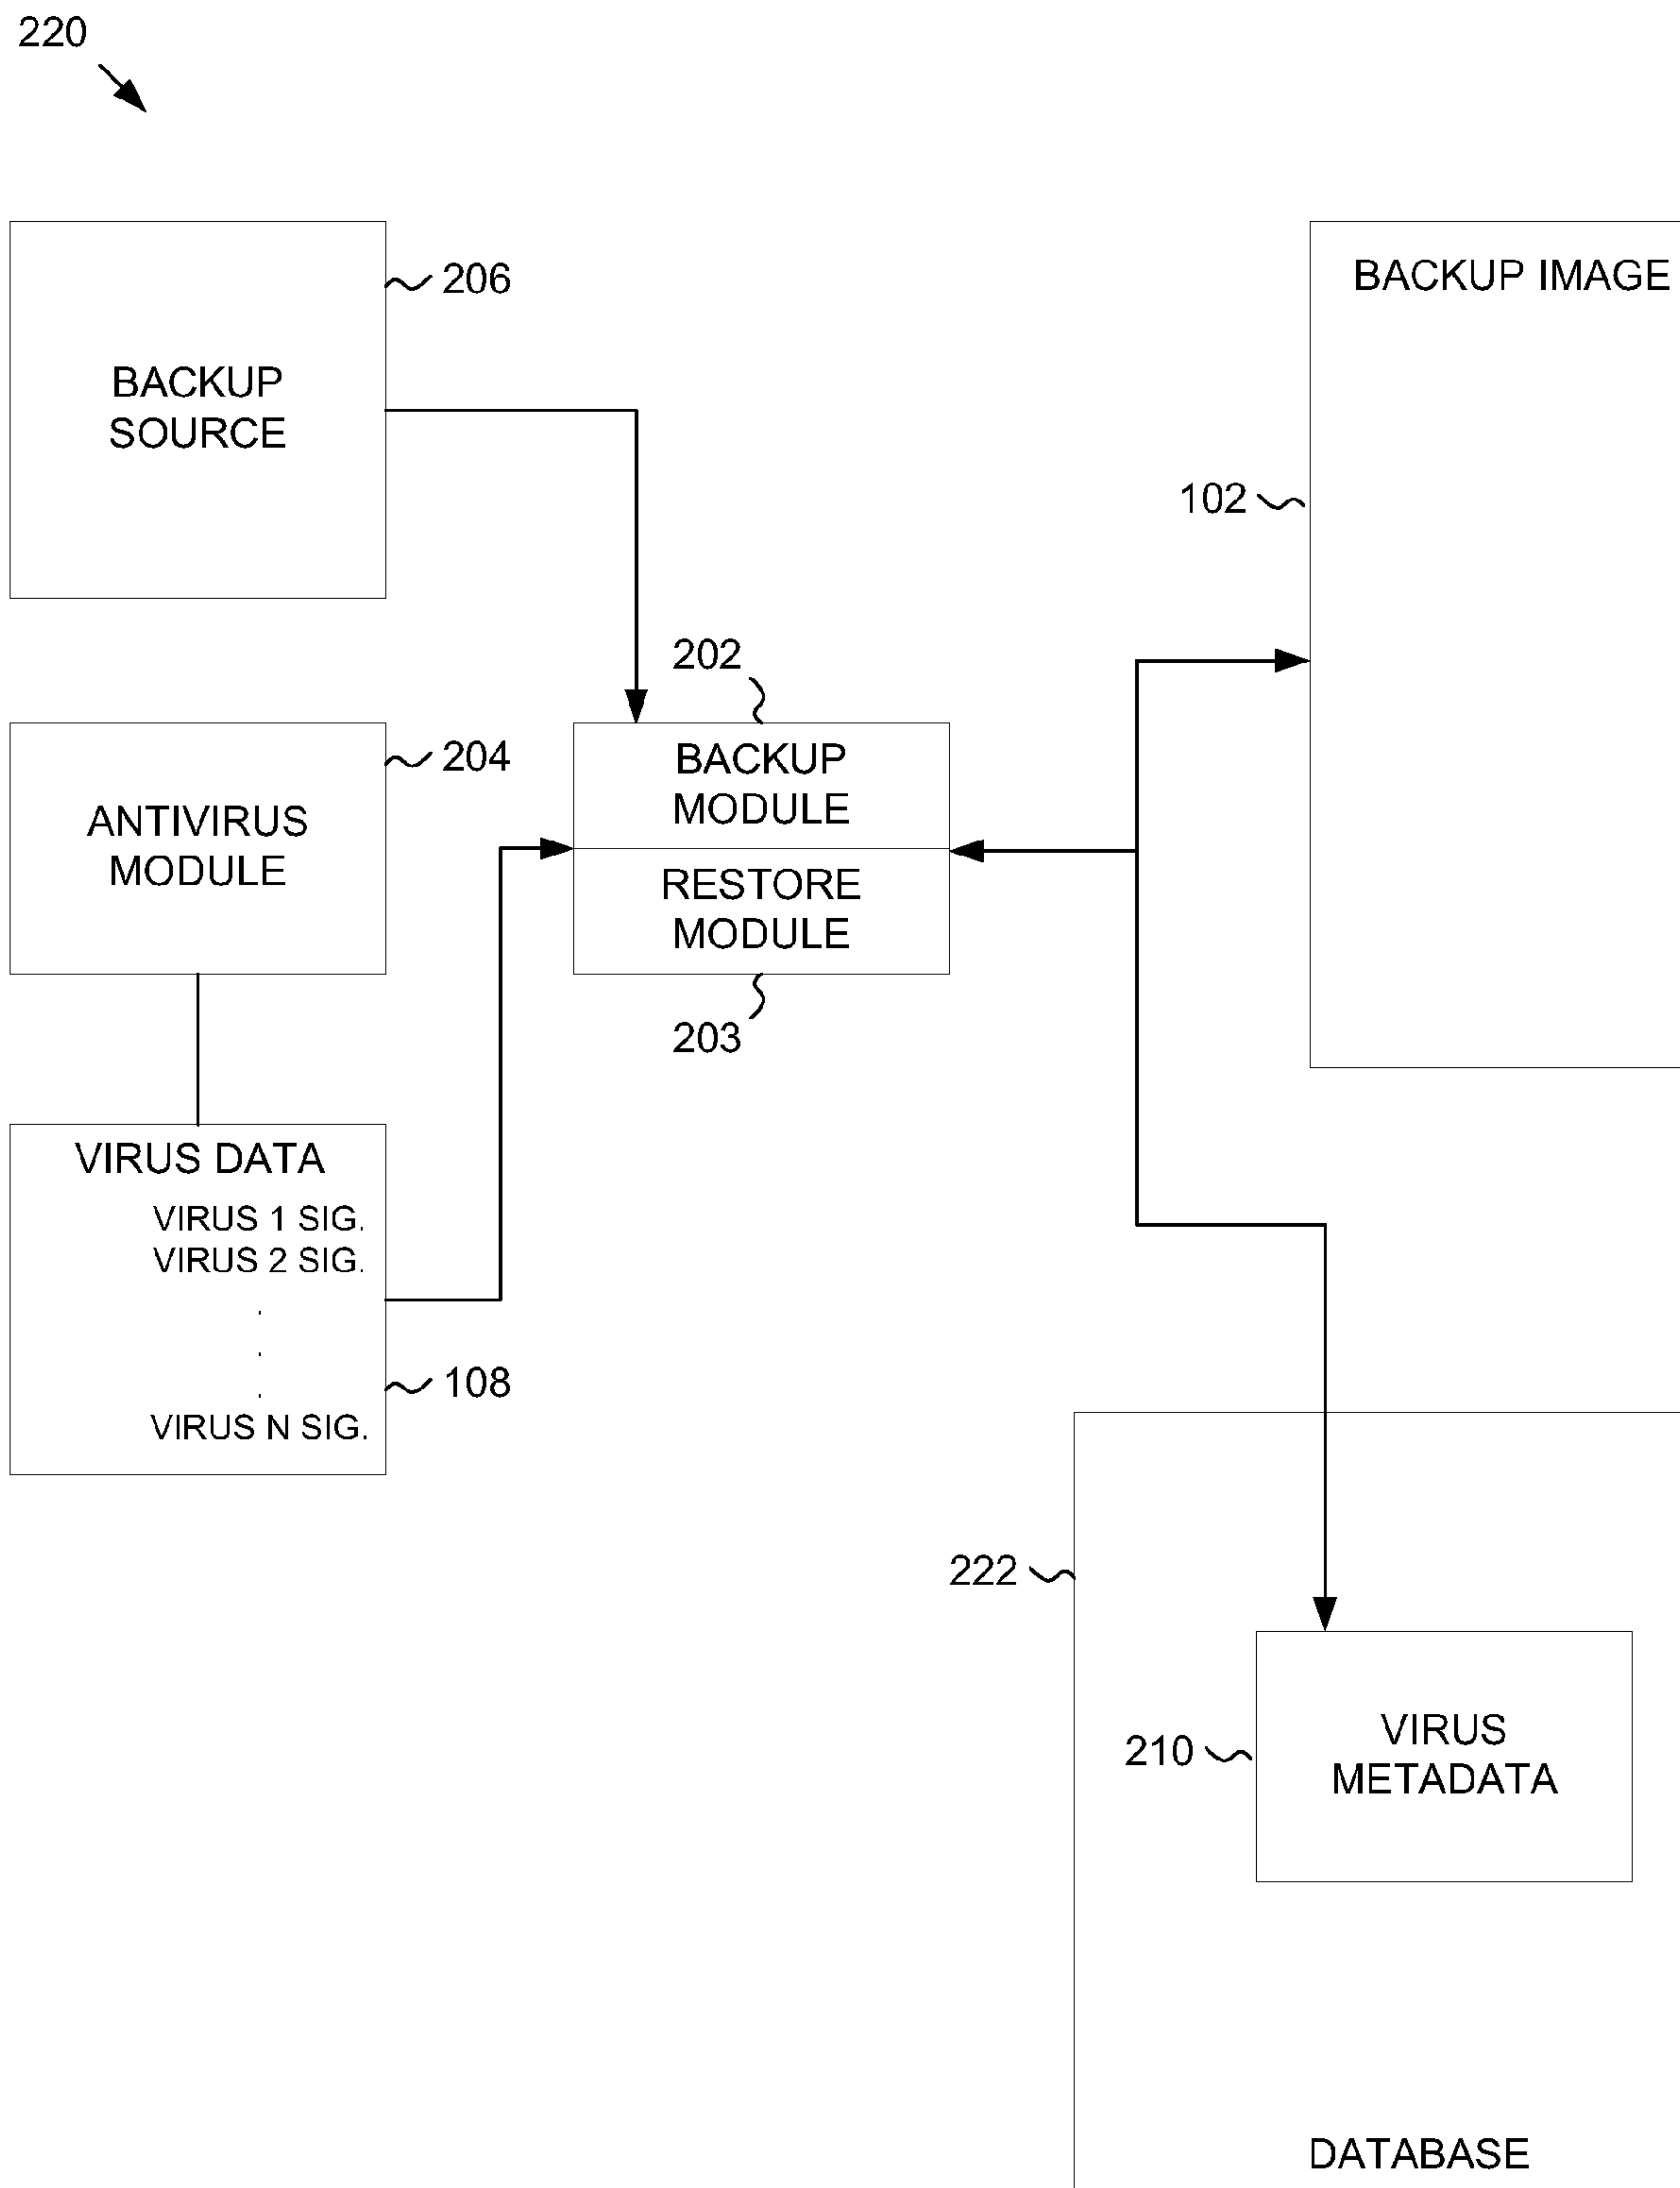 220
206
BACKUP
SOURCE
BACKUP IMAGE
102
202
BACKUP
MODULE
RESTORE
MODULE
203
204
ANTIVIRUS
MODULE
VIRUS DATA
VIRUS 1 SIG.
VIRUS 2 SIG.
.
.
.
VIRUS N SIG.
108
222
210
VIRUS
METADATA
DATABASE